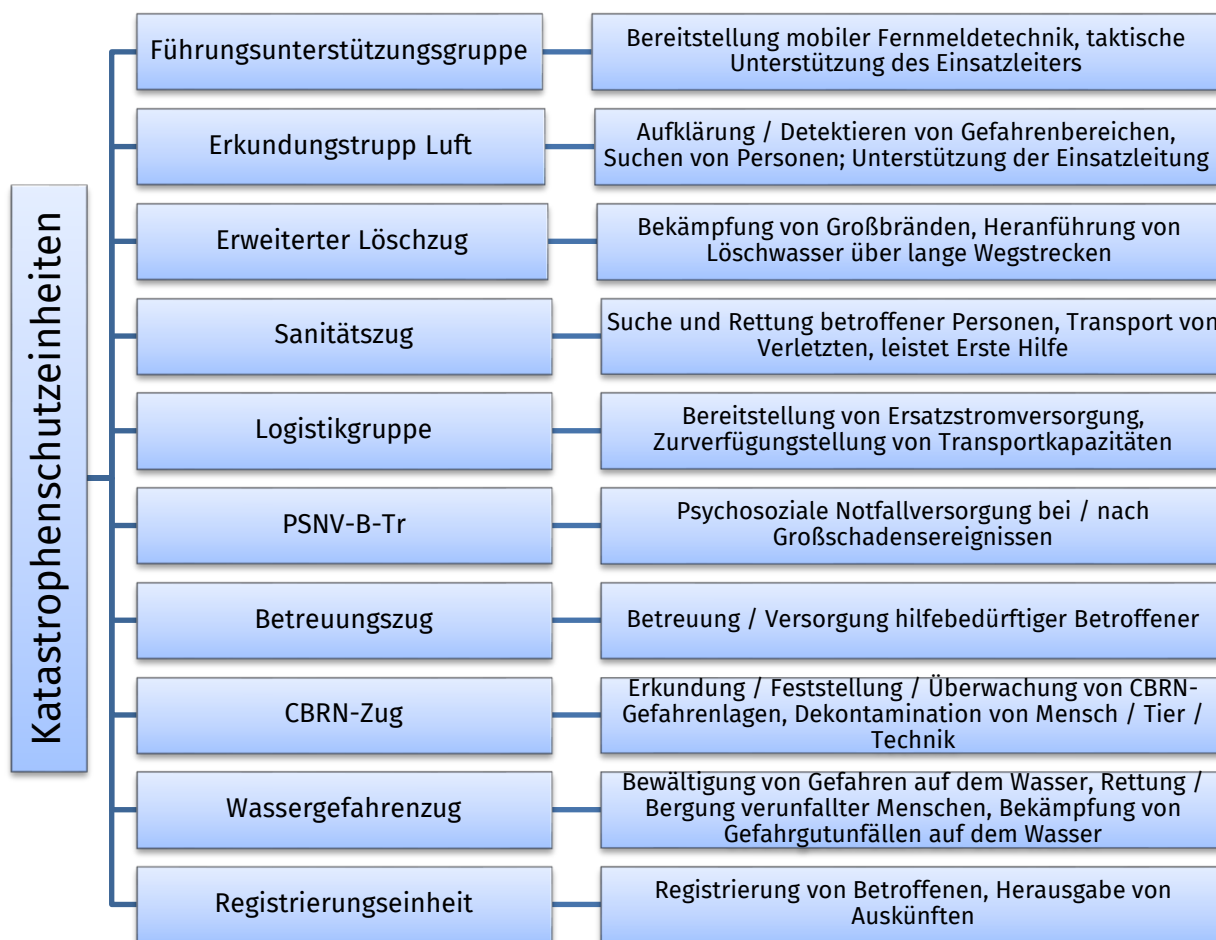 Katastrophenschutzeinheiten
Führungsunterstützungsgruppe
Bereitstellung mobiler Fernmeldetechnik, taktische
Unterstützung des Einsatzleiters
Erkundungstrupp Luft
Aufklärung / Detektieren von Gefahrenbereichen,
Suchen von Personen; Unterstützung der Einsatzleitung
Erweiterter Löschzug
Bekämpfung von Großbränden, Heranführung von
Löschwasser über lange Wegstrecken
Sanitätszug
Suche und Rettung betroffener Personen, Transport von
Verletzten, leistet Erste Hilfe
Logistikgruppe
Bereitstellung von Ersatzstromversorgung,
Zurverfügungstellung von Transportkapazitäten
PSNV-B-Tr
Psychosoziale Notfallversorgung bei / nach
Großschadensereignissen
Betreuungszug
Betreuung / Versorgung hilfebedürftiger Betroffener
CBRN-Zug
Erkundung / Feststellung / Überwachung von CBRN-
Gefahrenlagen, Dekontamination von Mensch / Tier /
Technik
Wassergefahrenzug
Bewältigung von Gefahren auf dem Wasser, Rettung /
Bergung verunfallter Menschen, Bekämpfung von
Gefahrgutunfällen auf dem Wasser
Registrierungseinheit
Registrierung von Betroffenen, Herausgabe von
Auskünften